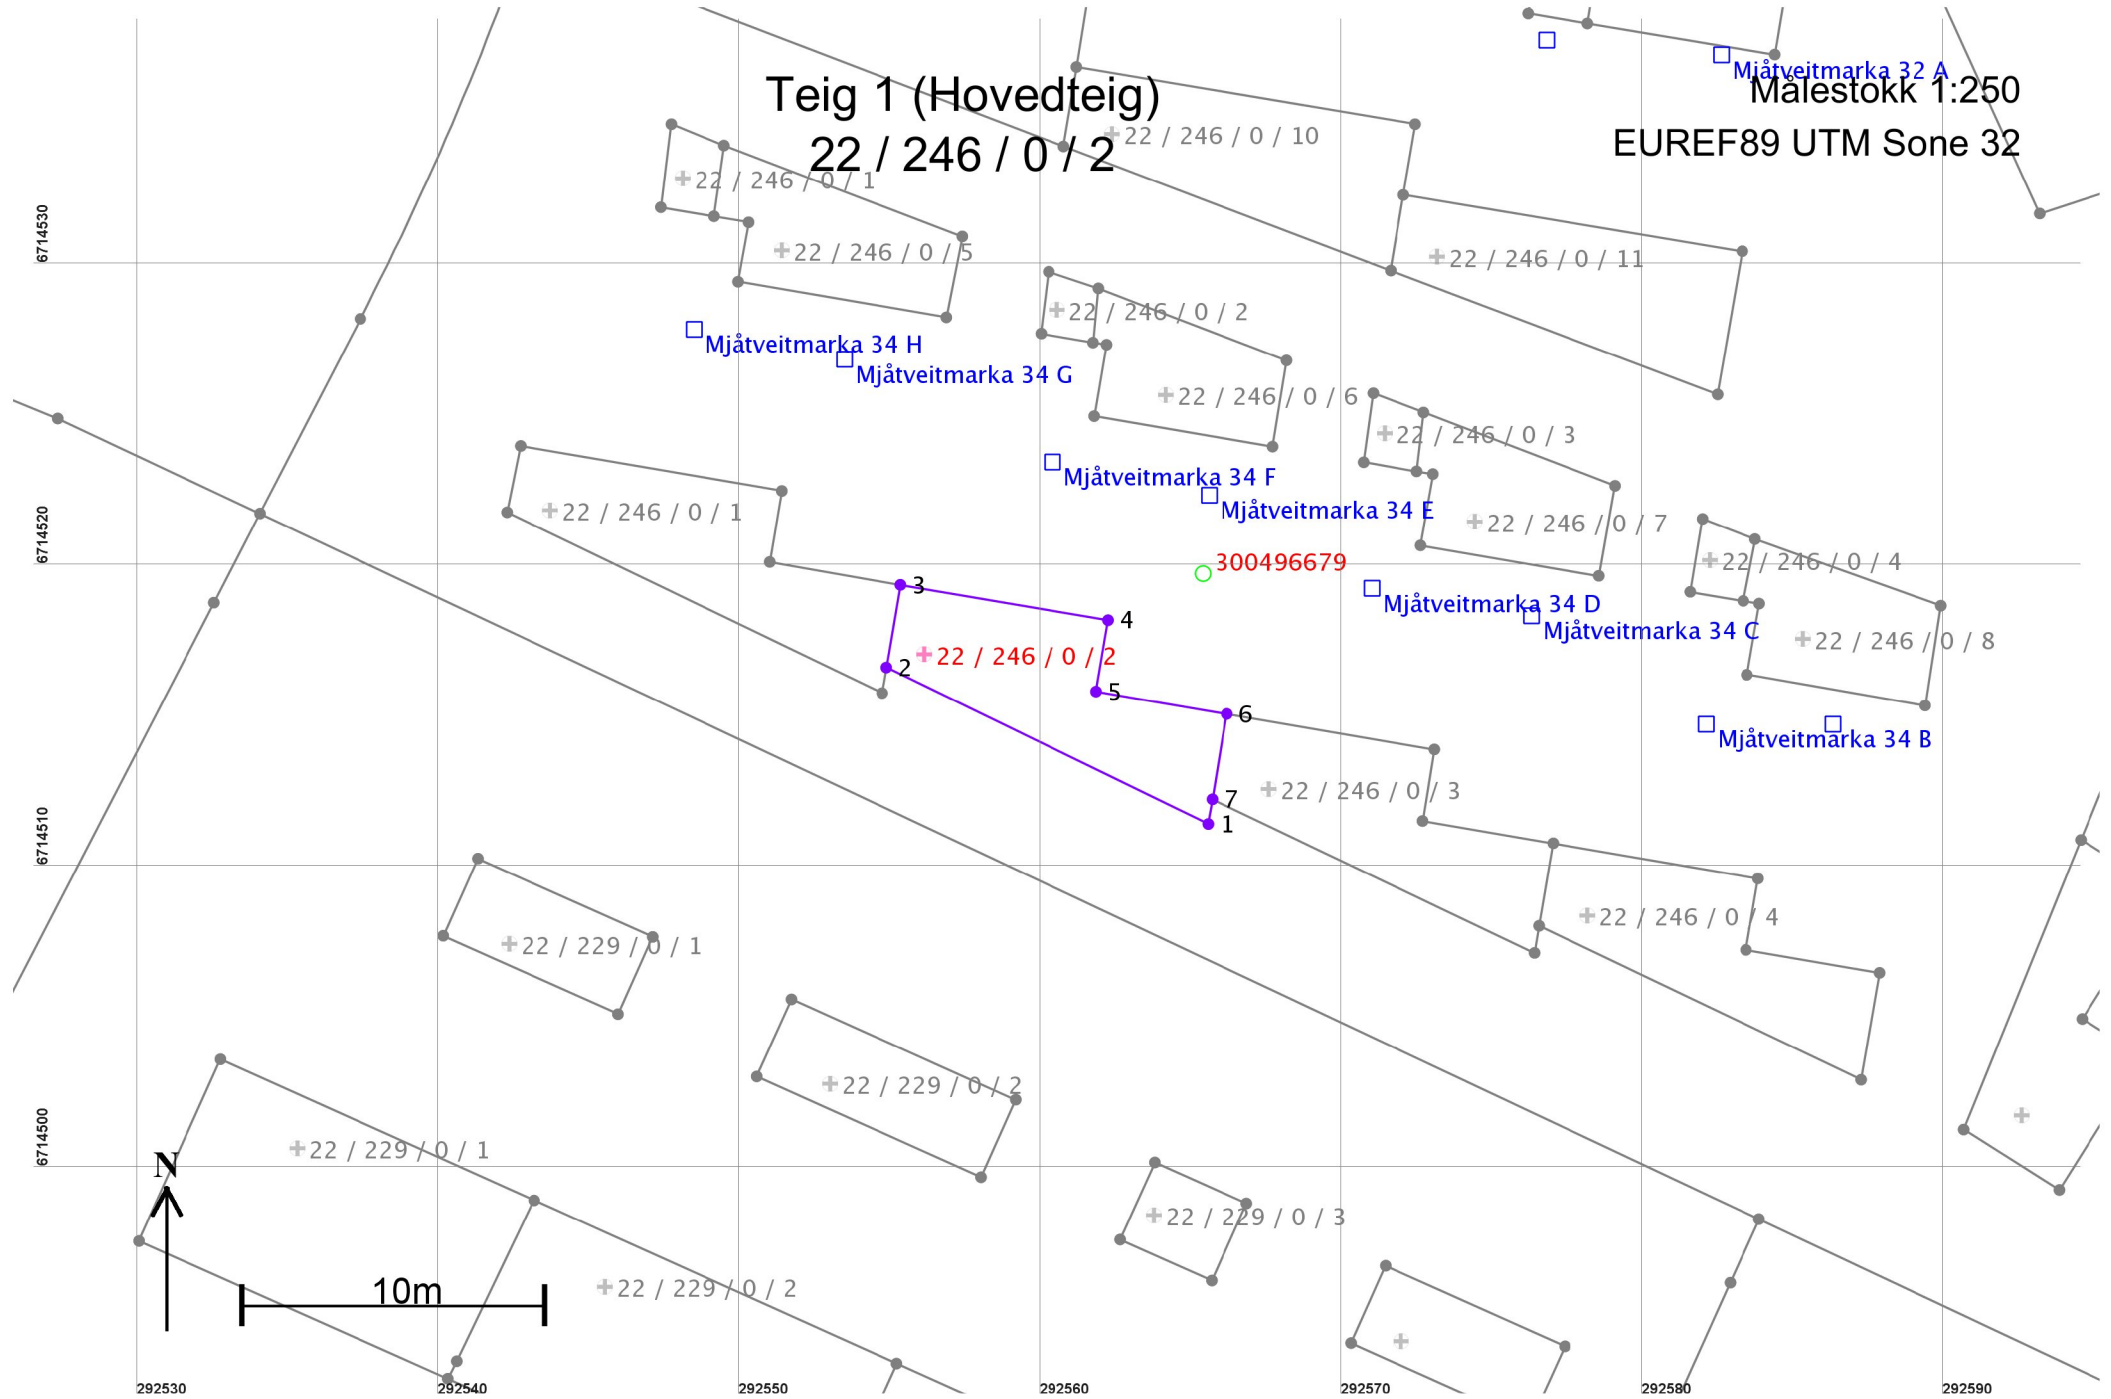 Mjåtveitmarka 32 A
Målestokk 1:250
Teig 1 (Hovedteig)
22 / 246 / 0 / 2
EUREF89 UTM Sone 32
22 / 246 / 0 / 10
22 / 246 / 0 / 1
6714530
22 / 246 / 0 / 5
22 / 246 / 0 / 11
22 / 246 / 0 / 2
Mjåtveitmarka 34 H
Mjåtveitmarka 34 G
22 / 246 / 0 / 6
22 / 246 / 0 / 3
Mjåtveitmarka 34 F
Mjåtveitmarka 34 E
22 / 246 / 0 / 1
22 / 246 / 0 / 7
6714520
300496679
22 / 246 / 0 / 4
3
Mjåtveitmarka 34 D
4
Mjåtveitmarka 34 C
22 / 246 / 0 / 8
22 / 246 / 0 / 2
2
5
6
Mjåtveitmarka 34 B
22 / 246 / 0 / 3
7
1
6714510
22 / 246 / 0 / 4
22 / 229 / 0 / 1
22 / 229 / 0 / 2
6714500
22 / 229 / 0 / 1
N
22 / 229 / 0 / 3
22 / 229 / 0 / 2
10m
292530
292540
292550
292560
292570
292580
292590